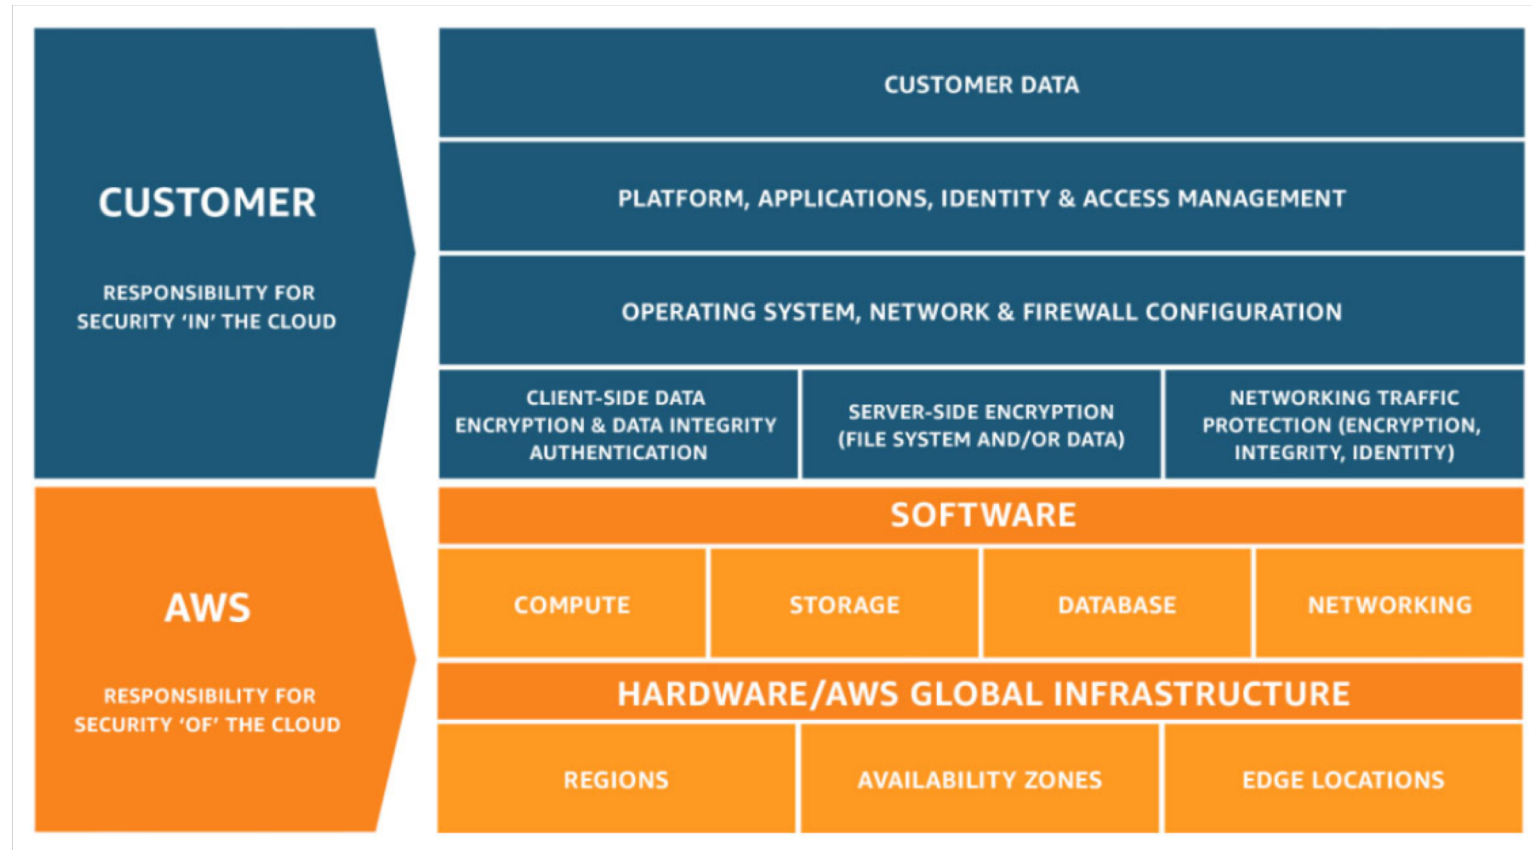 CUSTOMER
RESPONSIBILITY FOR
SECURITY ‘IN’ THE CLOUD
CUSTOMER DATA
PLATFORM, APPLICATIONS, IDENTITY & ACCESS MANAGEMENT
OPERATING SYSTEM, NETWORK & FIREWALL CONFIGURATION
CLIENT-SIDE DATA
ENCRYPTION & DATA INTEGRITY
AUTHENTICATION
SERVER-SIDE ENCRYPTION
(FILE SYSTEM AND/OR DATA)
NETWORKING TRAFFIC
PROTECTION (ENCRYPTION,
INTEGRITY, IDENTITY)
AWS
RESPONSIBILITY FOR
SECURITY ‘OF’ THE CLOUD
SOFTWARE
COMPUTE
STORAGE
DATABASE
NETWORKING
HARDWARE/AWS GLOBAL INFRASTRUCTURE
REGIONS
AVAILABILITY ZONES
EDGE LOCATIONS